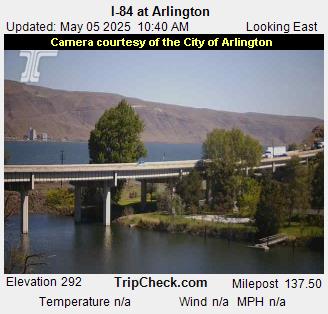 I-84 at Arlington
Updated: May 05 2025 10:40 AM Looking East
Camera courtesy of the City of Arlington
Elevation 292 TripCheck.com Milepost 137.50
Temperature n/a Wind n/a MPH n/a